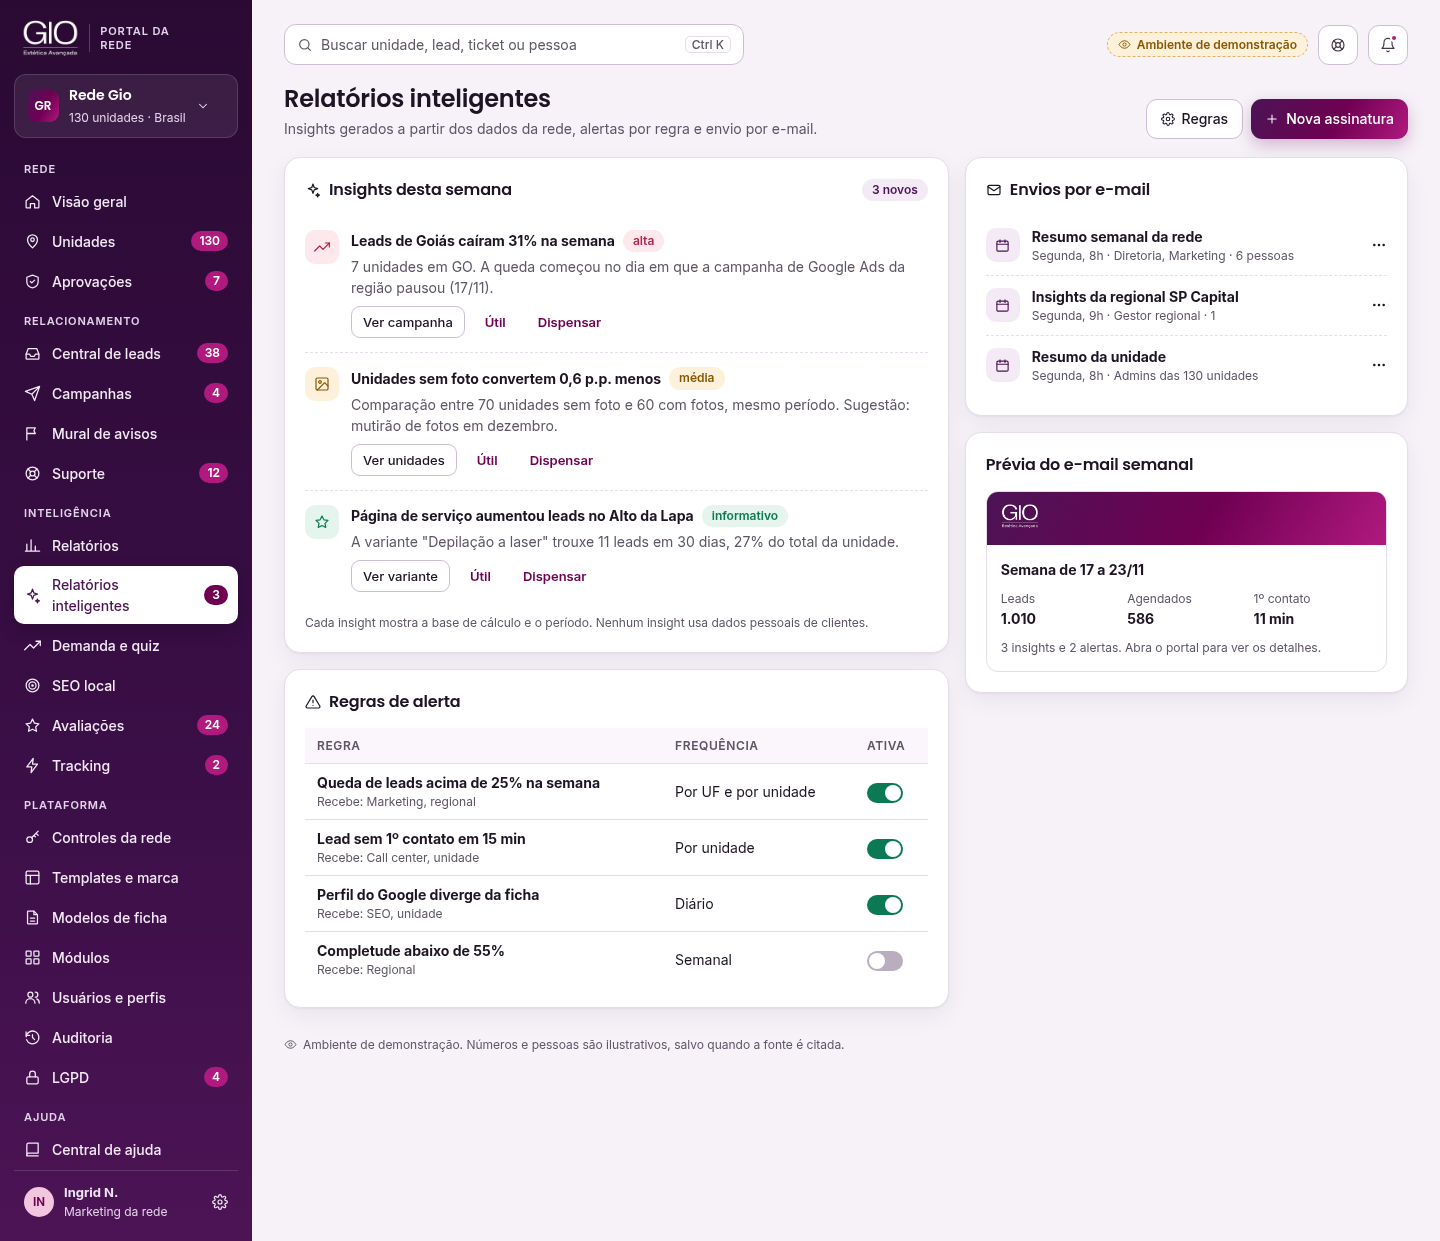 GIO
Estética Avançada
PORTAL DA
REDE
GR
Rede Gio
130 unidades · Brasil
REDE
Visão geral
Unidades 130
Aprovações 7
RELACIONAMENTO
Central de leads 38
Campanhas 4
Mural de avisos
Suporte 12
INTELIGÊNCIA
Relatórios
Relatórios
inteligentes 3
Demanda e quiz
SEO local
Avaliações 24
Tracking 2
PLATAFORMA
Controles da rede
Templates e marca
Modelos de ficha
Módulos
Usuários e perfis
Auditoria
LGPD 4
AJUDA
Central de ajuda
IN
Ingrid N.
Marketing da rede
Buscar unidade, lead, ticket ou pessoa Ctrl K
Ambiente de demonstração
Relatórios inteligentes
Insights gerados a partir dos dados da rede, alertas por regra e envio por e-mail.
Regras
Nova assinatura
Insights desta semana 3 novos
Leads de Goiás caíram 31% na semana alta
7 unidades em GO. A queda começou no dia em que a campanha de Google Ads da
região pausou (17/11).
Ver campanha Útil Dispensar
Unidades sem foto convertem 0,6 p.p. menos média
Comparação entre 70 unidades sem foto e 60 com fotos, mesmo período. Sugestão:
mutirão de fotos em dezembro.
Ver unidades Útil Dispensar
Página de serviço aumentou leads no Alto da Lapa informativo
A variante "Depilação a laser" trouxe 11 leads em 30 dias, 27% do total da unidade.
Ver variante Útil Dispensar
Cada insight mostra a base de cálculo e o período. Nenhum insight usa dados pessoais de clientes.
Regras de alerta
REGRA FREQUÊNCIA ATIVA
Queda de leads acima de 25% na semana
Recebe: Marketing, regional
Por UF e por unidade
Lead sem 1º contato em 15 min
Recebe: Call center, unidade
Por unidade
Perfil do Google diverge da ficha
Recebe: SEO, unidade
Diário
Completude abaixo de 55%
Recebe: Regional
Semanal
Envios por e-mail
Resumo semanal da rede
Segunda, 8h · Diretoria, Marketing · 6 pessoas
Insights da regional SP Capital
Segunda, 9h · Gestor regional · 1
Resumo da unidade
Segunda, 8h · Admins das 130 unidades
Prévia do e-mail semanal
GIO
Estética Avançada
Semana de 17 a 23/11
Leads Agendados 1º contato
1.010 586 11 min
3 insights e 2 alertas. Abra o portal para ver os detalhes.
Ambiente de demonstração. Números e pessoas são ilustrativos, salvo quando a fonte é citada.